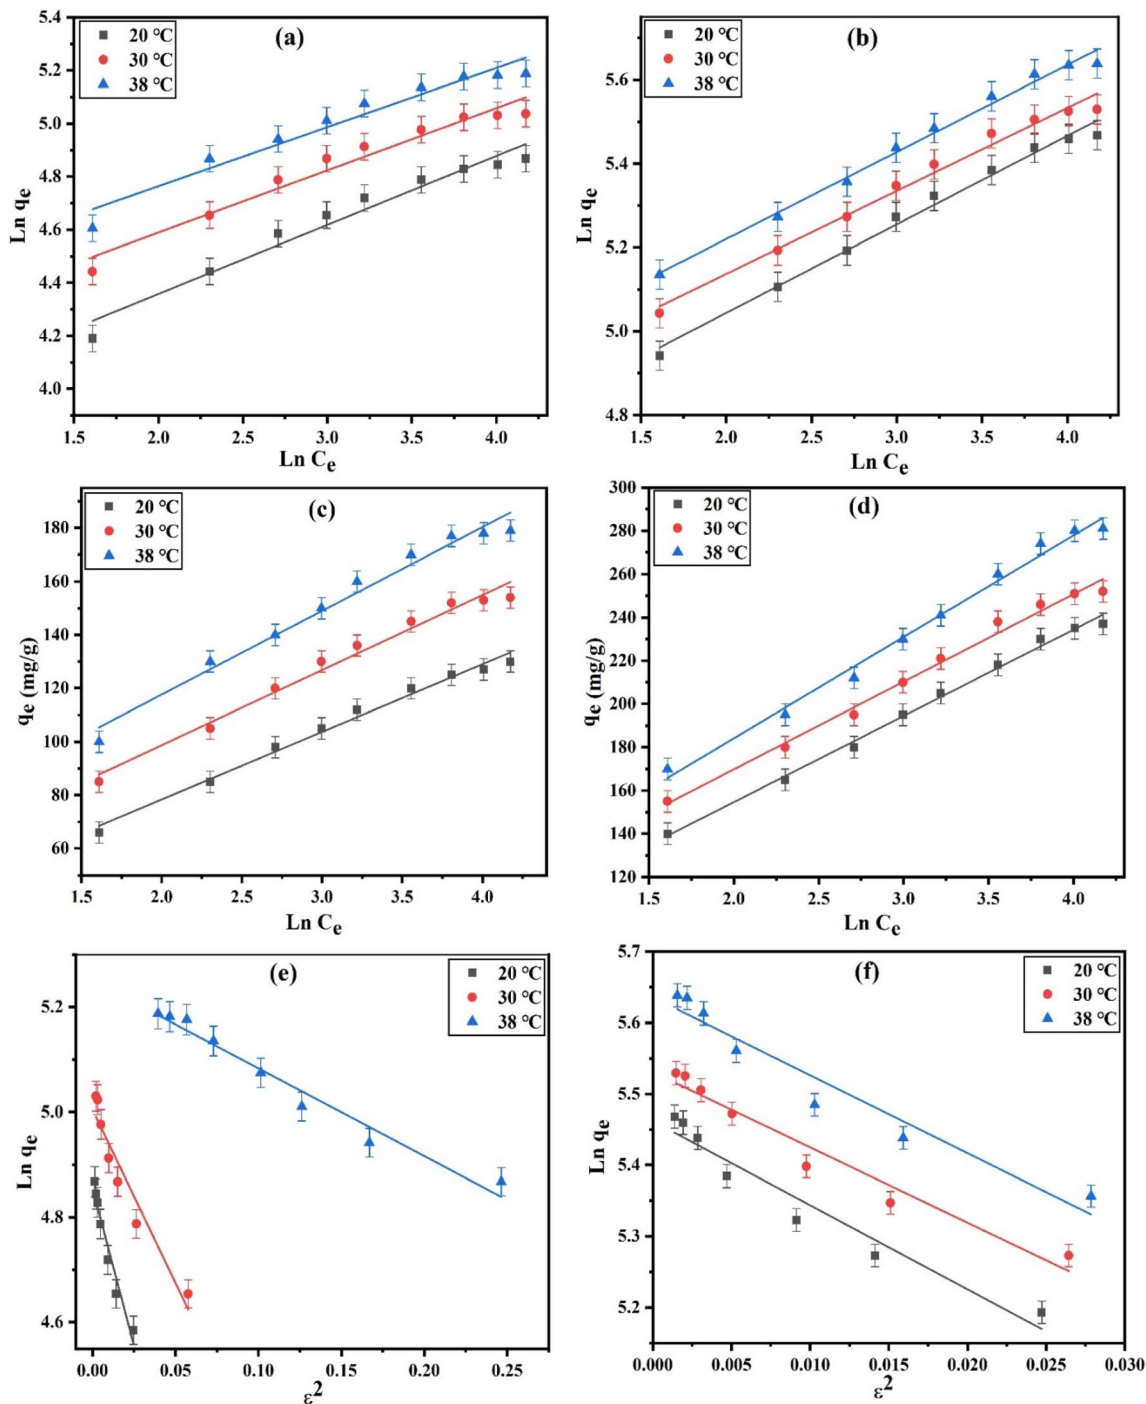 (a)
20 °C
30 °C
38 °C
5.4
5.2
5.0
4.8
4.6
4.4
4.2
4.0
Ln qe
1.5 2.0 2.5 3.0 3.5 4.0
Ln Ce
(b)
20 °C
30 °C
38 °C
5.6
5.4
5.2
5.0
4.8
Ln qe
1.5 2.0 2.5 3.0 3.5 4.0
Ln Ce
(c)
20 °C
30 °C
38 °C
180
160
140
120
100
80
60
qe (mg/g)
1.5 2.0 2.5 3.0 3.5 4.0
Ln Ce
(d)
20 °C
30 °C
38 °C
300
280
260
240
220
200
180
160
140
120
qe (mg/g)
1.5 2.0 2.5 3.0 3.5 4.0
Ln Ce
(e)
20 °C
30 °C
38 °C
5.2
5.0
4.8
4.6
Ln qe
0.00 0.05 0.10 0.15 0.20 0.25
ε²
(f)
20 °C
30 °C
38 °C
5.7
5.6
5.5
5.4
5.3
5.2
Ln qe
0.000 0.005 0.010 0.015 0.020 0.025 0.030
ε²